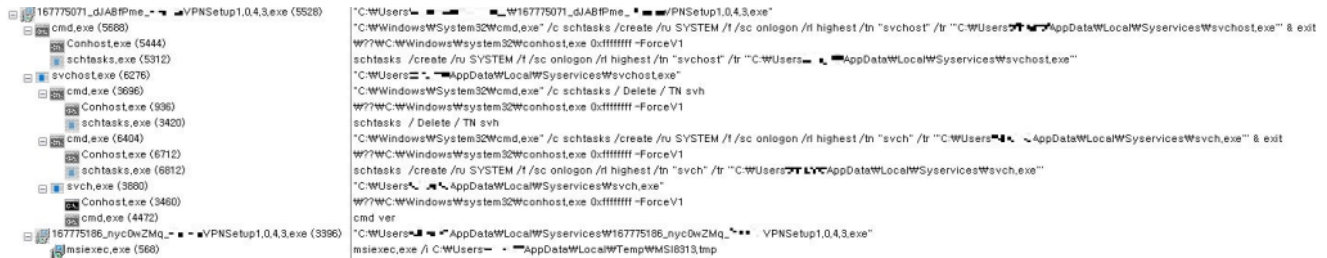 167775071_dJABfPme_ VPNSetup1,0,4,3,exe (5528) "C:₩Users₩ ₩167775071_dJABfPme_ VPNSetup1,0,4,3,exe"
cmd,exe (5688) "C:₩Windows₩System32₩cmd,exe" /c schtasks /create /ru SYSTEM /f /sc onlogon /rl highest /tn "svchost" /tr '"C:₩Users AppData₩Local₩Syservices₩svchost,exe"' & exit
Conhost,exe (5444) ₩??₩C:₩Windows₩system32₩conhost,exe 0xffffffff -ForceV1
schtasks,exe (5312) schtasks /create /ru SYSTEM /f /sc onlogon /rl highest /tn "svchost" /tr '"C:₩Users AppData₩Local₩Syservices₩svchost,exe"'
svchost,exe (6276) "C:₩Users AppData₩Local₩Syservices₩svchost,exe"
cmd,exe (3696) "C:₩Windows₩System32₩cmd,exe" /c schtasks / Delete / TN svh
Conhost,exe (936) ₩??₩C:₩Windows₩system32₩conhost,exe 0xffffffff -ForceV1
schtasks,exe (3420) schtasks / Delete / TN svh
cmd,exe (6404) "C:₩Windows₩System32₩cmd,exe" /c schtasks /create /ru SYSTEM /f /sc onlogon /rl highest /tn "svch" /tr '"C:₩Users AppData₩Local₩Syservices₩svch,exe"' & exit
Conhost,exe (6712) ₩??₩C:₩Windows₩system32₩conhost,exe 0xffffffff -ForceV1
schtasks,exe (6812) schtasks /create /ru SYSTEM /f /sc onlogon /rl highest /tn "svch" /tr '"C:₩Users AppData₩Local₩Syservices₩svch,exe"'
svch,exe (3880) "C:₩Users AppData₩Local₩Syservices₩svch,exe"
Conhost,exe (3460) ₩??₩C:₩Windows₩system32₩conhost,exe 0xffffffff -ForceV1
cmd,exe (4472) cmd ver
167775186_nyc0wZMq_ VPNSetup1,0,4,3,exe (3396) "C:₩Users AppData₩Local₩Syservices₩167775186_nyc0wZMq_ VPNSetup1,0,4,3,exe"
msiexec,exe (568) msiexec,exe /i C:₩Users AppData₩Local₩Temp₩MSI8313,tmp